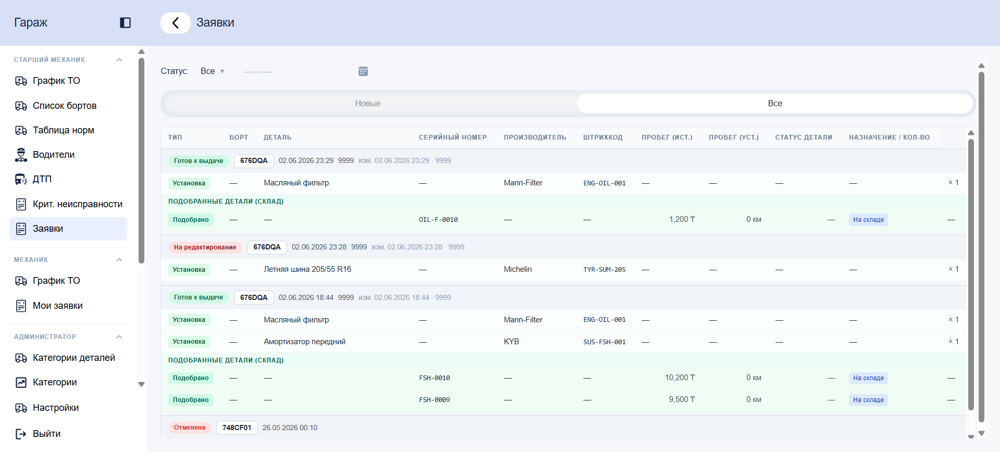 Гараж
Заявки
СТАРШИЙ МЕХАНИК
График ТО
Список бортов
Таблица норм
Водители
ДТП
Крит. неисправности
Заявки
МЕХАНИК
График ТО
Мои заявки
АДМИНИСТРАТОР
Категории деталей
Категории
Настройки
Выйти
Статус: Все --.--.----
Новые Все
ТИП БОРТ ДЕТАЛЬ СЕРИЙНЫЙ НОМЕР ПРОИЗВОДИТЕЛЬ ШТРИХКОД ПРОБЕГ (ИСТ.) ПРОБЕГ (УСТ.) СТАТУС ДЕТАЛИ НАЗНАЧЕНИЕ / КОЛ-ВО
Готов к выдаче 676DQA 02.06.2026 23:29 9999 изм. 02.06.2026 23:29 · 9999
Установка — Масляный фильтр — Mann-Filter ENG-OIL-001 — — — — × 1
ПОДОБРАННЫЕ ДЕТАЛИ (СКЛАД)
Подобрано — — OIL-F-0010 — — 1,200 ₸ 0 км — На складе —
На редактирование 676DQA 02.06.2026 23:28 9999 изм. 02.06.2026 23:28 · 9999
Установка — Летняя шина 205/55 R16 — Michelin TYR-SUM-205 — — — — × 1
Готов к выдаче 676DQA 02.06.2026 18:44 9999 изм. 02.06.2026 18:44 · 9999
Установка — Масляный фильтр — Mann-Filter ENG-OIL-001 — — — — × 1
Установка — Амортизатор передний — KYB SUS-FSH-001 — — — — × 1
ПОДОБРАННЫЕ ДЕТАЛИ (СКЛАД)
Подобрано — — FSH-0010 — — 10,200 ₸ 0 км — На складе —
Подобрано — — FSH-0009 — — 9,500 ₸ 0 км — На складе —
Отменена 748CF01 26.05.2026 00:10